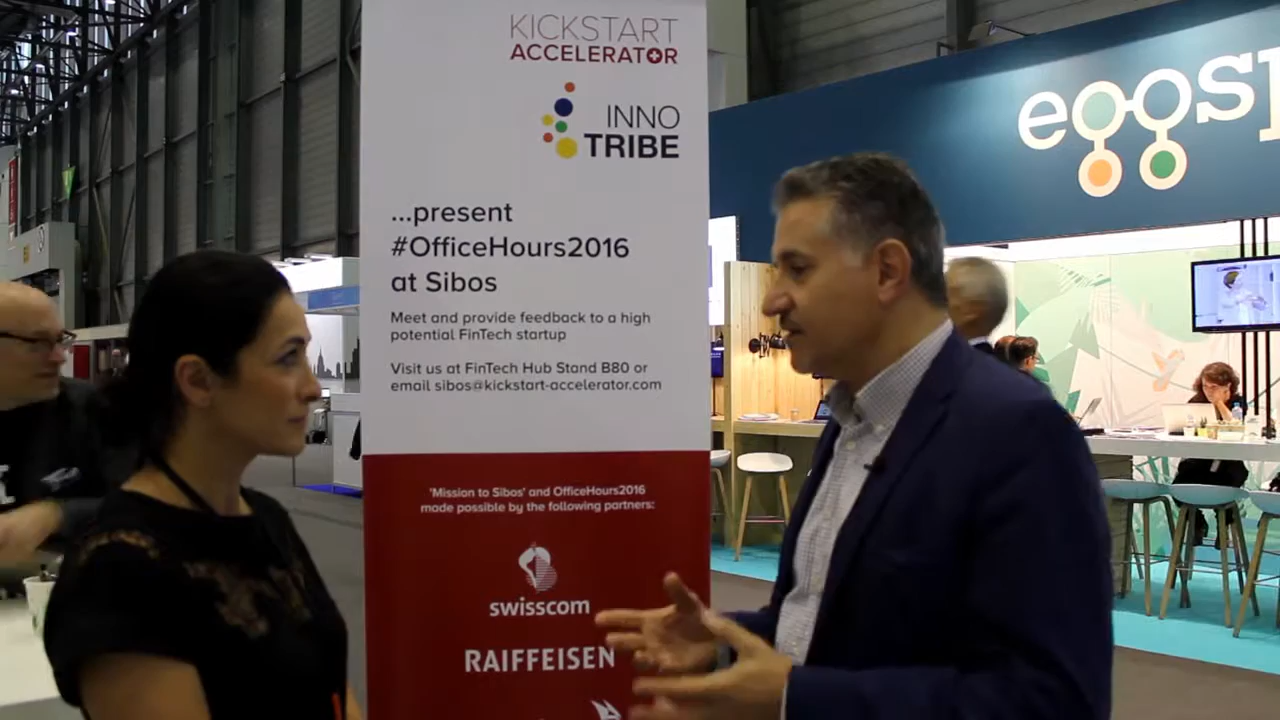 KICKSTART
ACCELERATOR
INNO
TRIBE
...present
#OfficeHours2016
at Sibos
Meet and provide feedback to a high
potential FinTech startup
Visit us at FinTech Hub Stand B80 or
email sibos@kickstart-accelerator.com
'Mission to Sibos' and OfficeHours2016
made possible by the following partners:
swisscom
RAIFFEISEN